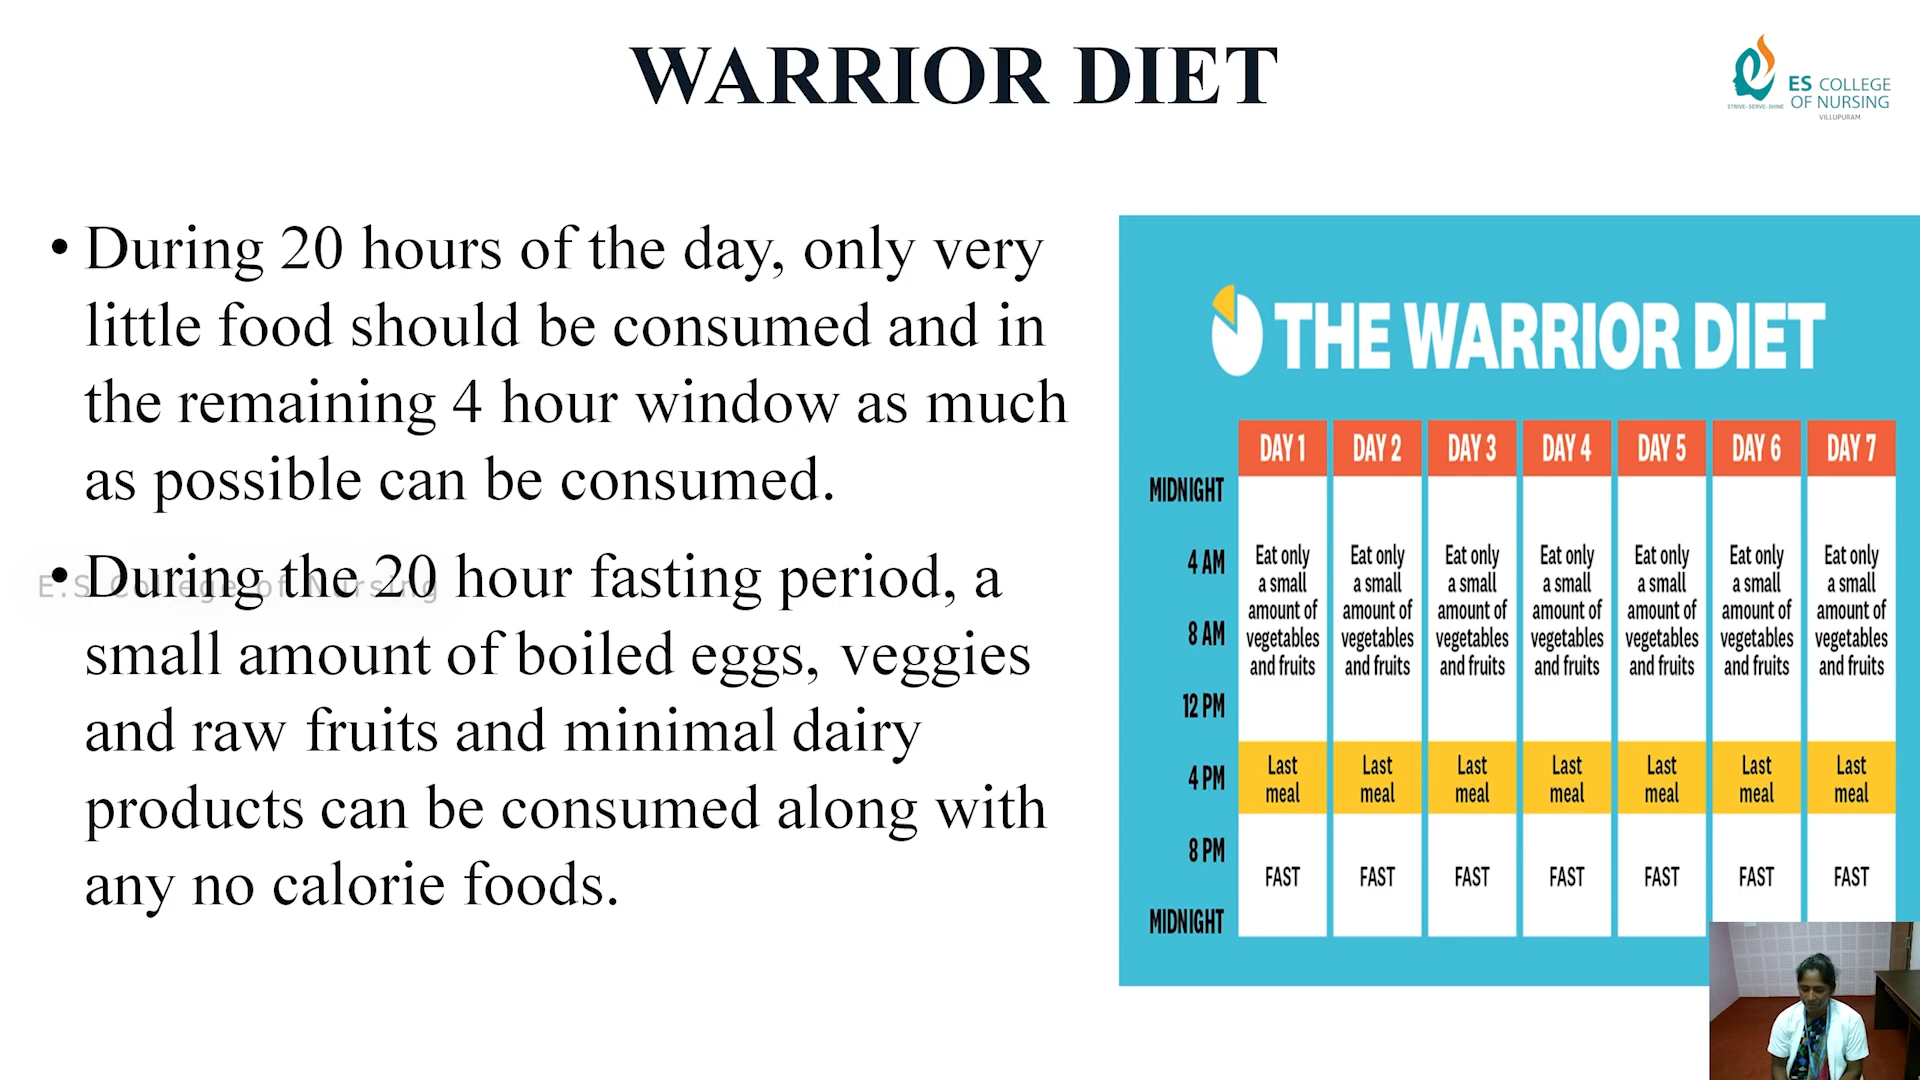 WARRIOR DIET
ES COLLEGE
OF NURSING
STRIVE- SERVE- SHINE
VILLUPURAM
• During 20 hours of the day, only very
little food should be consumed and in
the remaining 4 hour window as much
as possible can be consumed.
• During the 20 hour fasting period, a
small amount of boiled eggs, veggies
and raw fruits and minimal dairy
products can be consumed along with
any no calorie foods.
E.S College of Nursing
THE WARRIOR DIET
DAY 1 DAY 2 DAY 3 DAY 4 DAY 5 DAY 6 DAY 7
MIDNIGHT
4 AM
8 AM
12 PM
4 PM
8 PM
MIDNIGHT
Eat only Eat only Eat only Eat only Eat only Eat only Eat only
a small a small a small a small a small a small a small
amount of amount of amount of amount of amount of amount of amount of
vegetables vegetables vegetables vegetables vegetables vegetables vegetables
and fruits and fruits and fruits and fruits and fruits and fruits and fruits
Last Last Last Last Last Last Last
meal meal meal meal meal meal meal
FAST FAST FAST FAST FAST FAST FAST